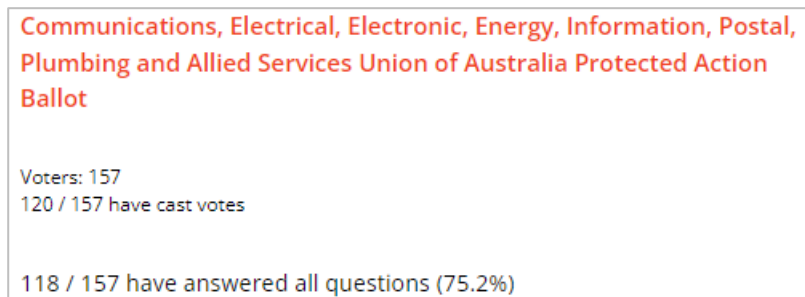 Communications, Electrical, Electronic, Energy, Information, Postal,
Plumbing and Allied Services Union of Australia Protected Action
Ballot
Voters: 157
120 / 157 have cast votes
118 / 157 have answered all questions (75.2%)